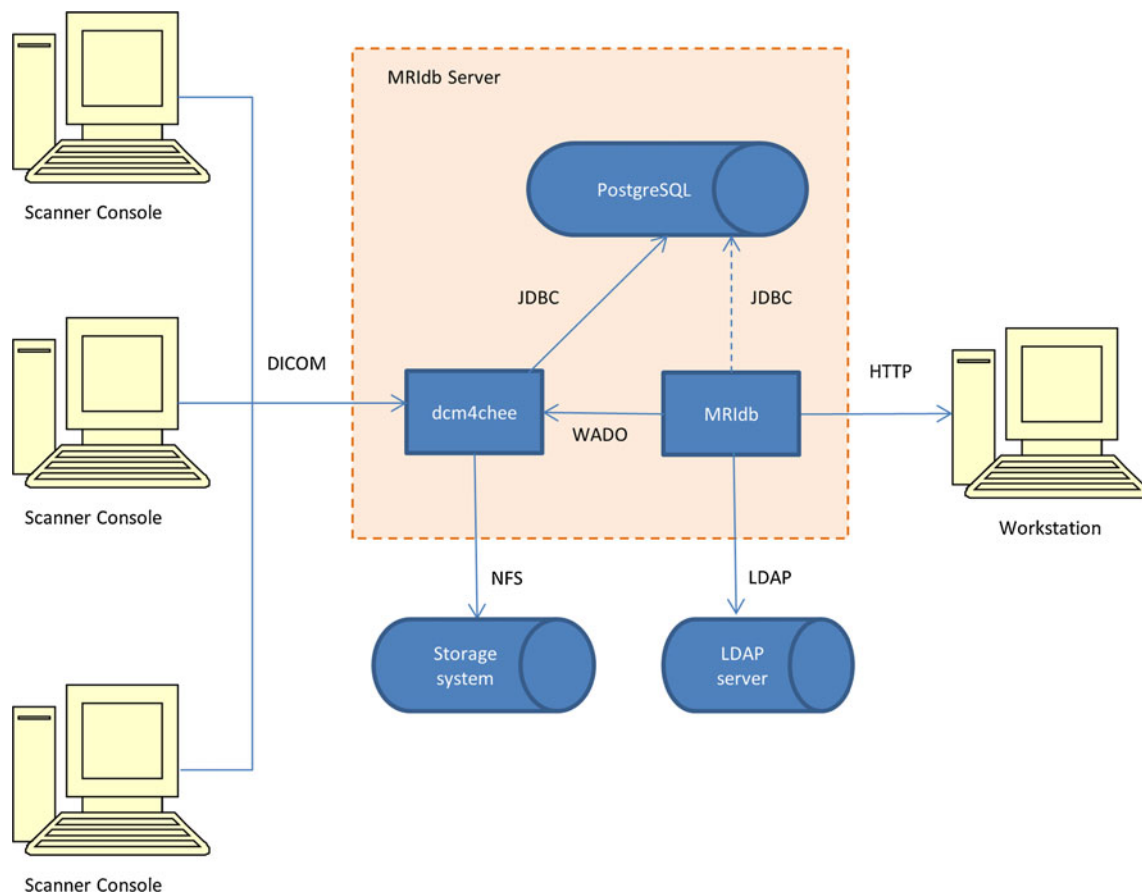 MRIdb Server
PostgreSQL
Scanner Console
JDBC
JDBC
DICOM
HTTP
dcm4chee
MRIdb
WADO
Scanner Console
Workstation
NFS
LDAP
Storage
system
LDAP
server
Scanner Console